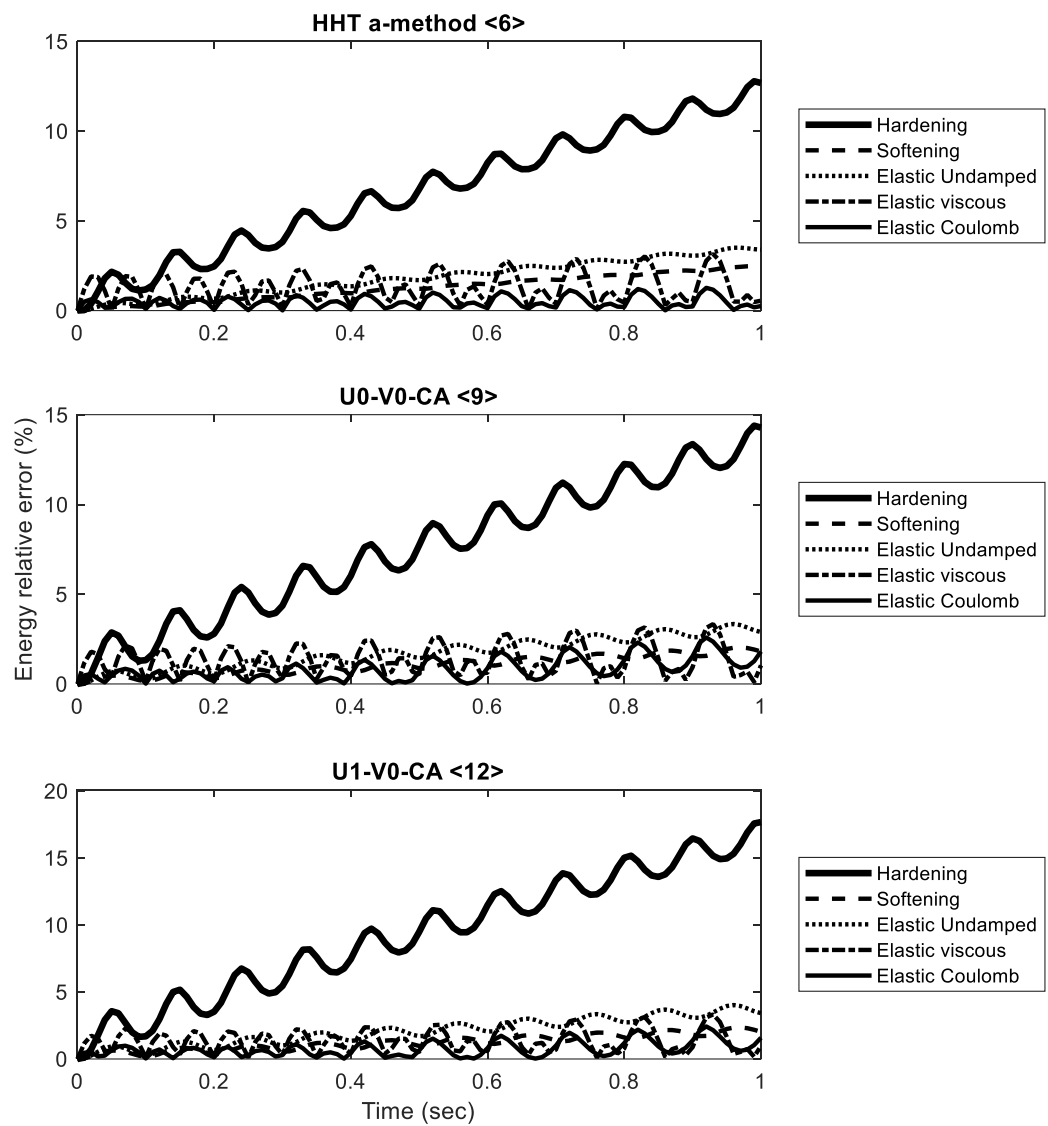 HHT a-method <6>
15
10
5
0
0
0.2
0.4
0.6
0.8
1
Hardening
Softening
Elastic Undamped
Elastic viscous
Elastic Coulomb
U0-V0-CA <9>
Energy relative error (%)
15
10
5
0
0
0.2
0.4
0.6
0.8
1
Hardening
Softening
Elastic Undamped
Elastic viscous
Elastic Coulomb
U1-V0-CA <12>
20
15
10
5
0
0
0.2
0.4
0.6
0.8
1
Time (sec)
Hardening
Softening
Elastic Undamped
Elastic viscous
Elastic Coulomb